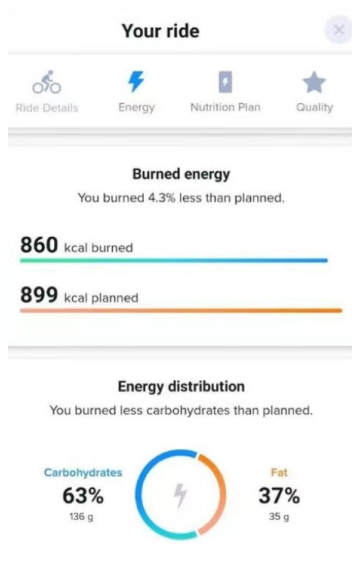 Your ride
Ride Details Energy Nutrition Plan Quality
Burned energy
You burned 4.3% less than planned.
860 kcal burned
899 kcal planned
Energy distribution
You burned less carbohydrates than planned.
Carbohydrates
63%
136 g
Fat
37%
35 g